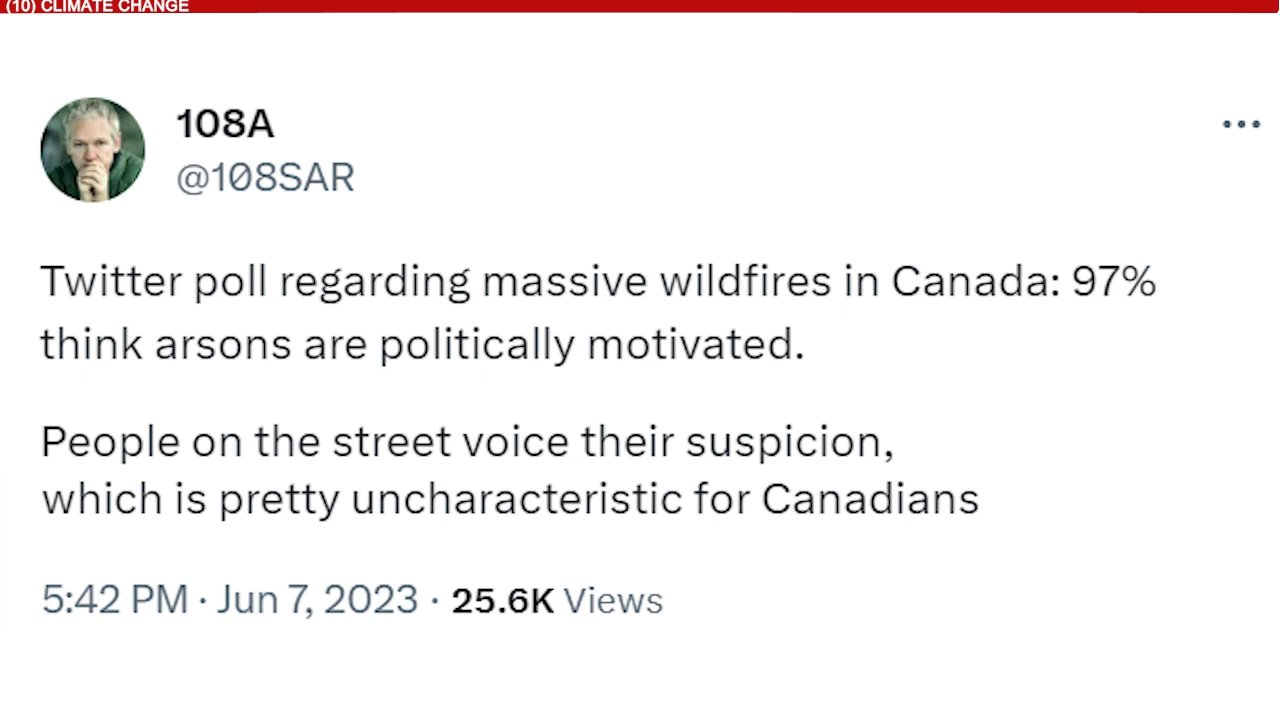 (10) CLIMATE CHANGE
108A
@108SAR
Twitter poll regarding massive wildfires in Canada: 97%
think arsons are politically motivated.
People on the street voice their suspicion,
which is pretty uncharacteristic for Canadians
5:42 PM · Jun 7, 2023 · 25.6K Views